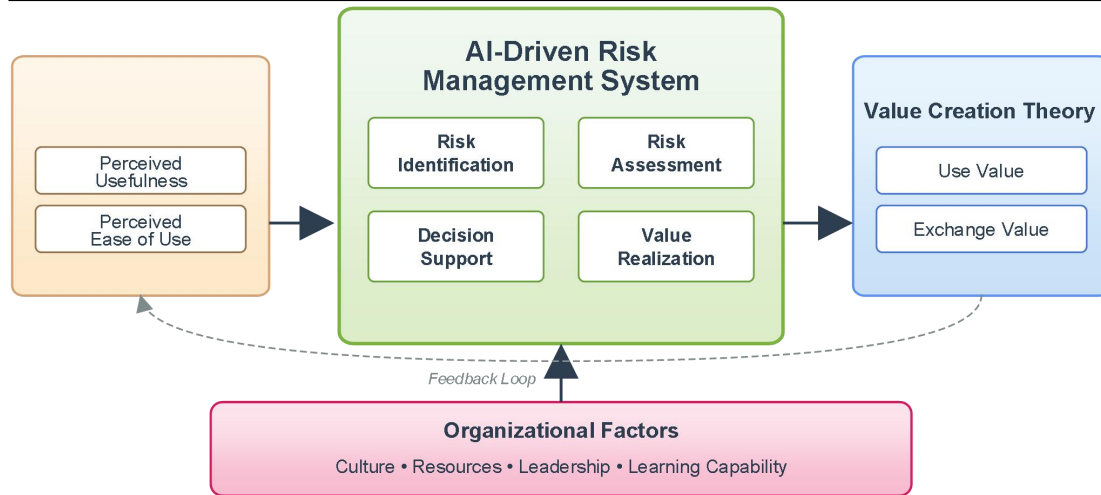 Perceived
Usefulness
Perceived
Ease of Use
AI-Driven Risk
Management System
Risk
Identification
Risk
Assessment
Decision
Support
Value
Realization
Value Creation Theory
Use Value
Exchange Value
Feedback Loop
Organizational Factors
Culture • Resources • Leadership • Learning Capability